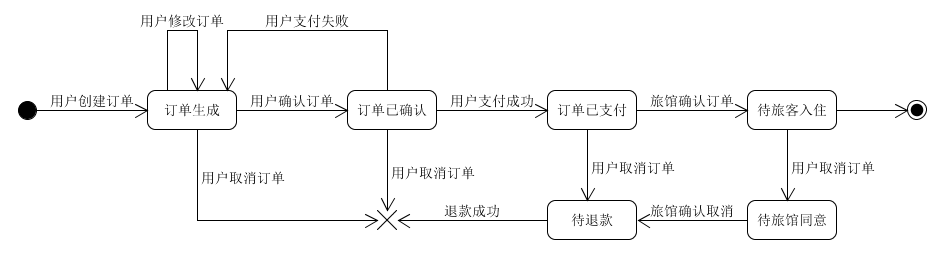 用户修改订单
用户支付失败
用户创建订单
订单生成
用户确认订单
订单已确认
用户支付成功
订单已支付
旅馆确认订单
待旅客入住
用户取消订单
用户取消订单
用户取消订单
用户取消订单
退款成功
待退款
旅馆确认取消
待旅馆同意